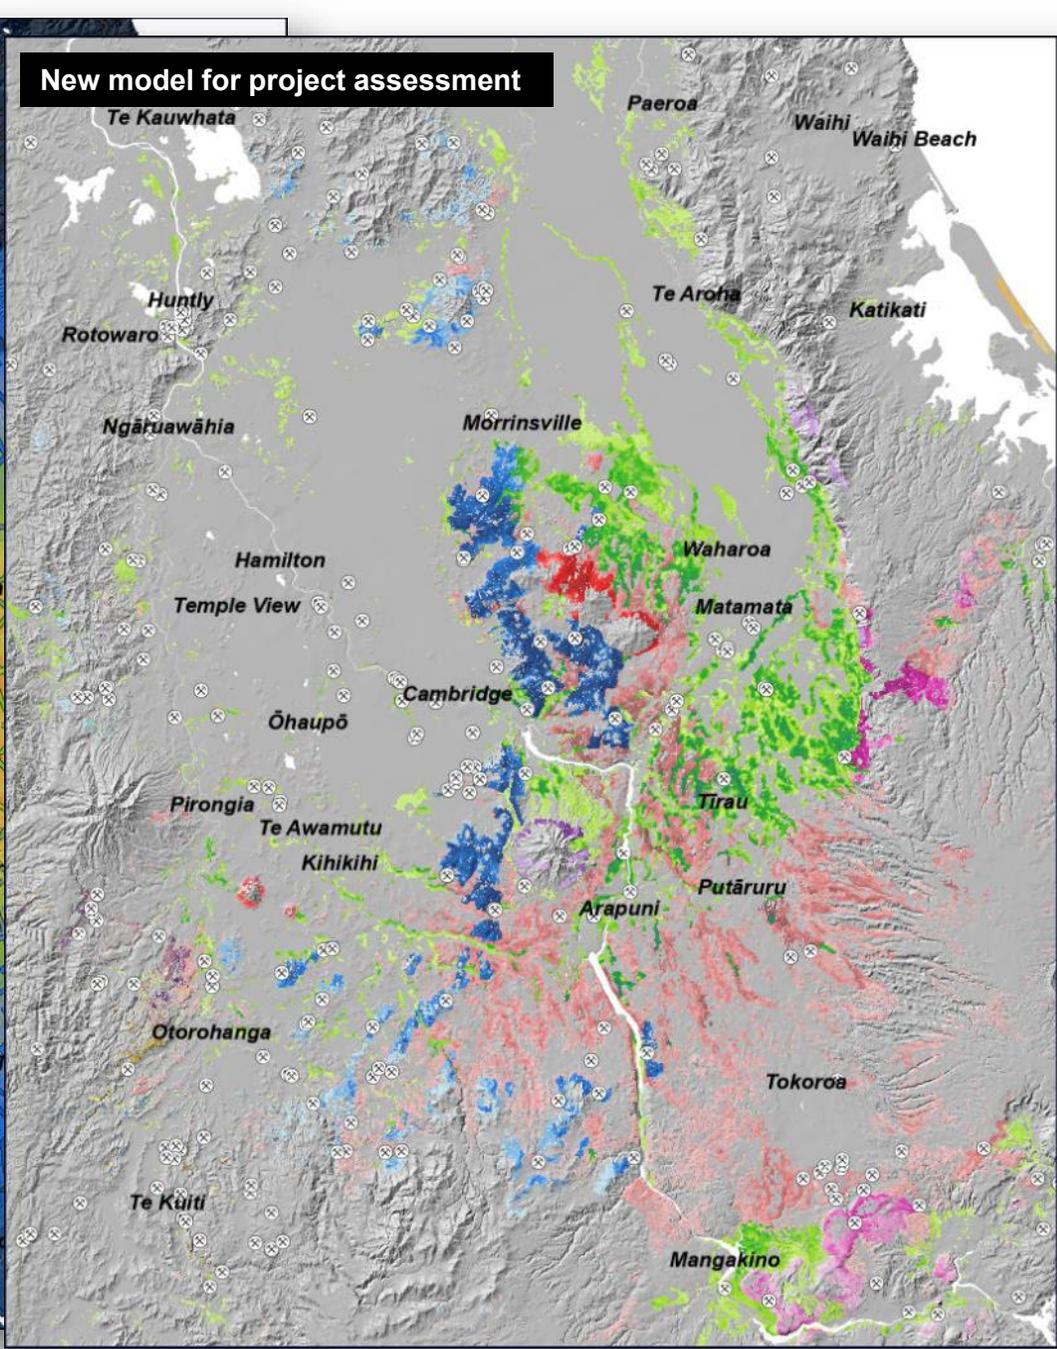 New model for project assessment
Paeroa
Te Kauwhata
Waihi
Waihi Beach
Te Aroha
Huntly
Katikati
Rotowaro
Morrinsville
Ngāruawāhia
Waharoa
Hamilton
Temple View
Matamata
Cambridge
Ōhaupō
Tīrau
Pirongia
Te Awamutu
Kihikihi
Putāruru
Arapuni
Otorohanga
Tokoroa
Te Kuiti
Mangakino